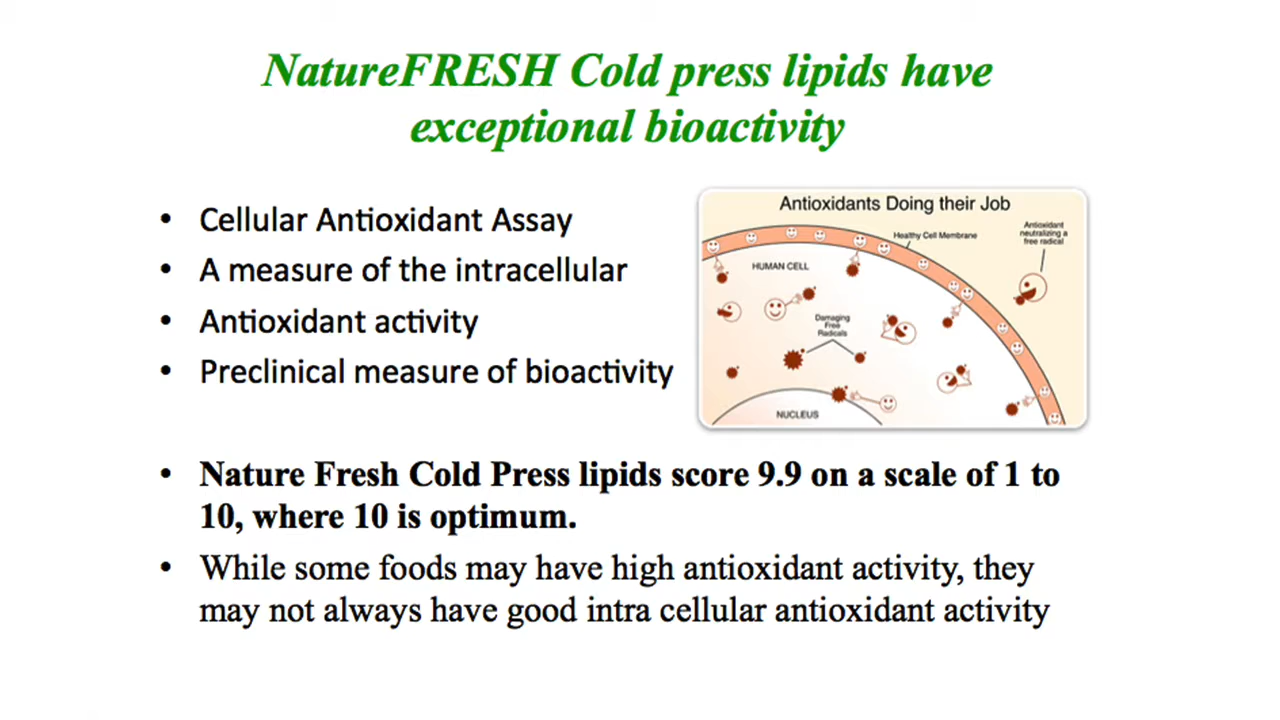 NatureFRESH Cold press lipids have
exceptional bioactivity
• Cellular Antioxidant Assay
• A measure of the intracellular
• Antioxidant activity
• Preclinical measure of bioactivity
Antioxidants Doing their Job
Healthy Cell Membrane
Antioxidant
neutralizing a
free radical
HUMAN CELL
Damaging
Free
Radicals
NUCLEUS
• Nature Fresh Cold Press lipids score 9.9 on a scale of 1 to
10, where 10 is optimum.
• While some foods may have high antioxidant activity, they
may not always have good intra cellular antioxidant activity